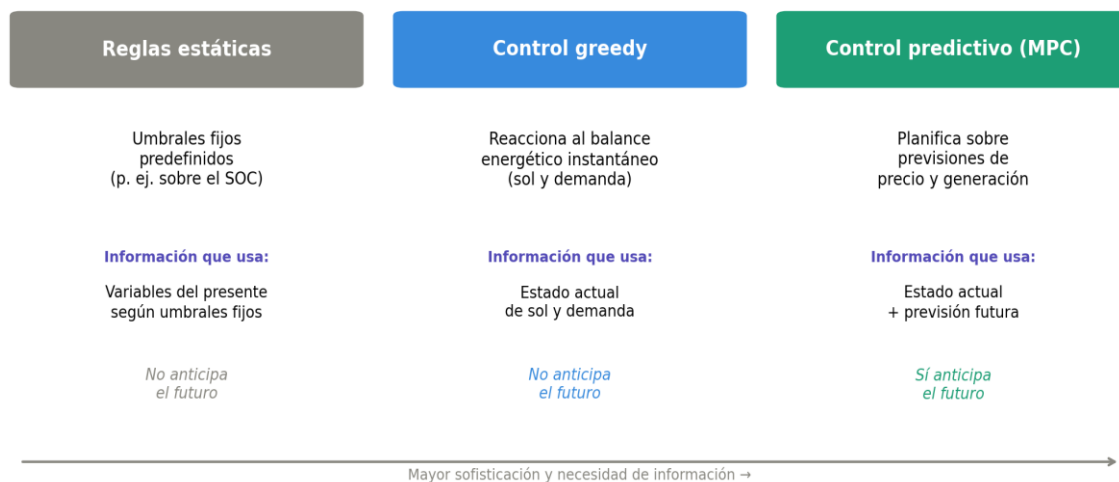 Reglas estáticas
Umbrales fijos
predefinidos
(p. ej. sobre el SOC)
Información que usa:
Variables del presente
según umbrales fijos
No anticipa
el futuro
Control greedy
Reacciona al balance
energético instantáneo
(sol y demanda)
Información que usa:
Estado actual
de sol y demanda
No anticipa
el futuro
Control predictivo (MPC)
Planifica sobre
previsiones de
precio y generación
Información que usa:
Estado actual
+ previsión futura
Sí anticipa
el futuro
Mayor sofisticación y necesidad de información →